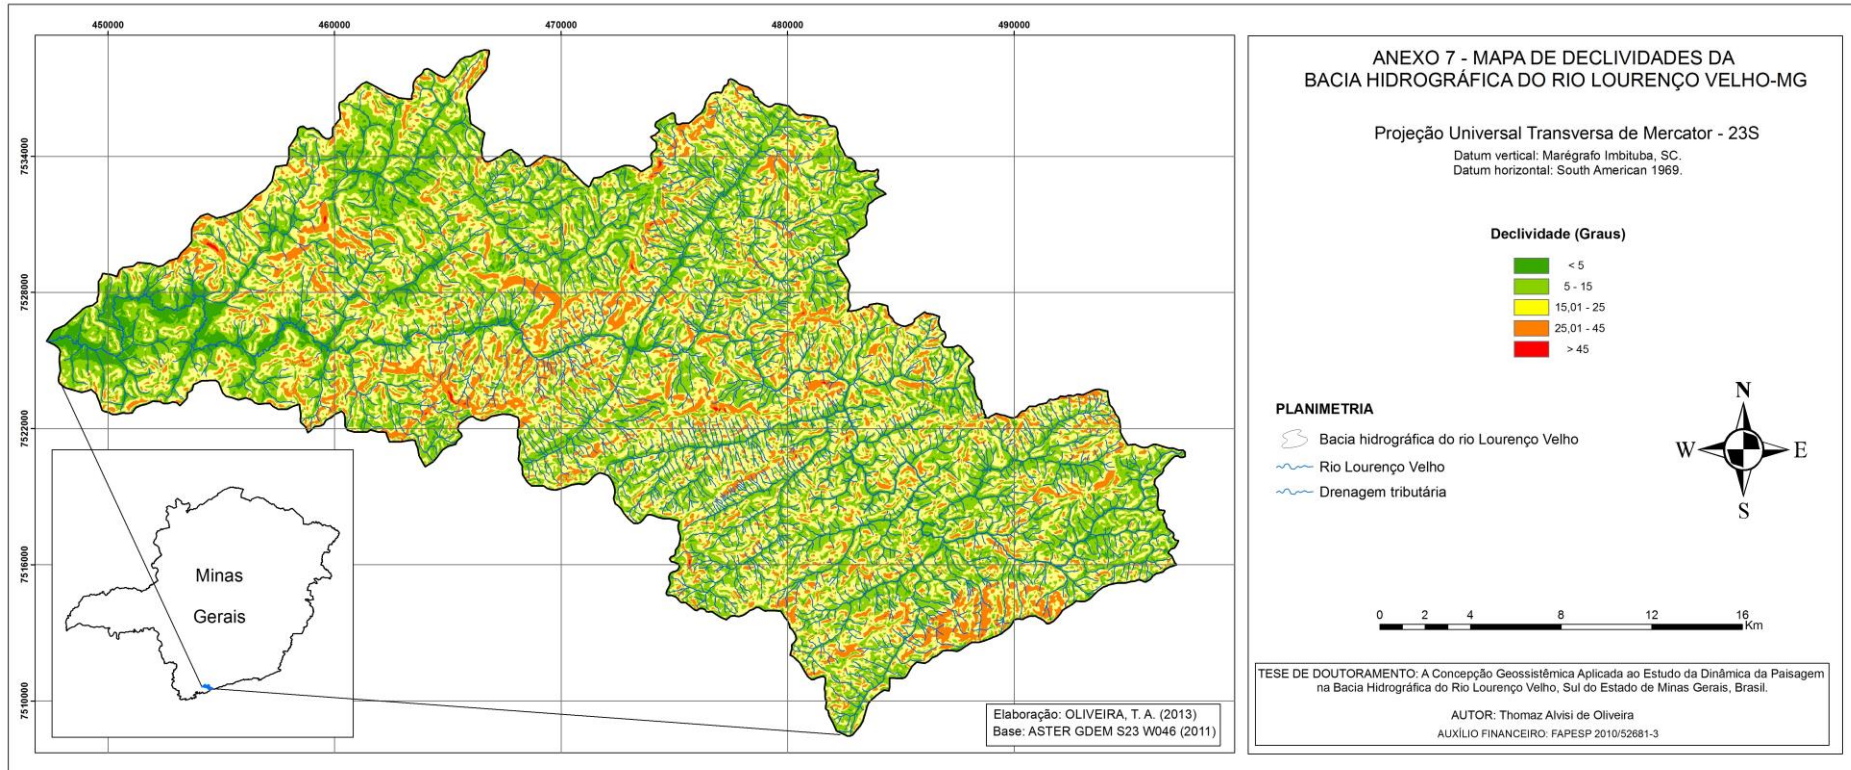 450000
460000
470000
480000
490000
7534000
7528000
7522000
7516000
7510000
Minas
Gerais
Elaboração: OLIVEIRA, T. A. (2013)
Base: ASTER GDEM S23 W046 (2011)
ANEXO 7 - MAPA DE DECLIVIDADES DA
BACIA HIDROGRÁFICA DO RIO LOURENÇO VELHO-MG
Projeção Universal Transversa de Mercator - 23S
Datum vertical: Marégrafo Imbituba, SC.
Datum horizontal: South American 1969.
Declividade (Graus)
< 5
5 - 15
15,01 - 25
25,01 - 45
> 45
PLANIMETRIA
Bacia hidrográfica do rio Lourenço Velho
Rio Lourenço Velho
Drenagem tributária
N
W E
S
0 2 4 8 12 16
Km
TESE DE DOUTORAMENTO: A Concepção Geossistêmica Aplicada ao Estudo da Dinâmica da Paisagem
na Bacia Hidrográfica do Rio Lourenço Velho, Sul do Estado de Minas Gerais, Brasil.
AUTOR: Thomaz Alvisi de Oliveira
AUXÍLIO FINANCEIRO: FAPESP 2010/52681-3